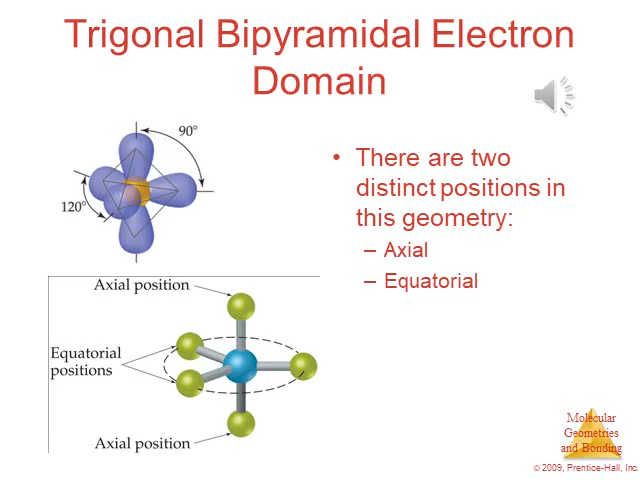 Trigonal Bipyramidal Electron
Domain
90°
120°
• There are two
distinct positions in
this geometry:
– Axial
– Equatorial
Axial position
Equatorial
positions
Axial position
Molecular
Geometries
and Bonding
© 2009, Prentice-Hall, Inc.